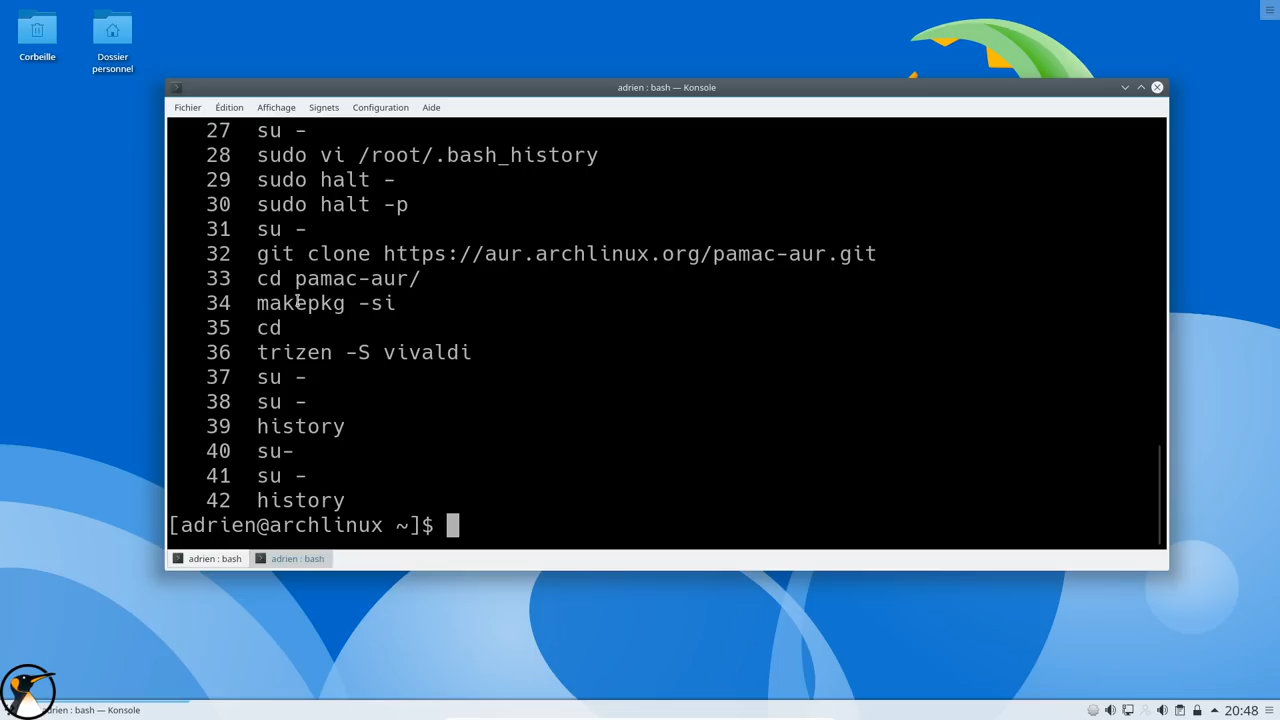 Corbeille
Dossier
personnel
adrien : bash — Konsole
Fichier Édition Affichage Signets Configuration Aide
27 su -
28 sudo vi /root/.bash_history
29 sudo halt -
30 sudo halt -p
31 su -
32 git clone https://aur.archlinux.org/pamac-aur.git
33 cd pamac-aur/
34 makepkg -si
35 cd
36 trizen -S vivaldi
37 su -
38 su -
39 history
40 su-
41 su -
42 history
[adrien@archlinux ~]$
adrien : bash adrien : bash
adrien : bash — Konsole 20:48